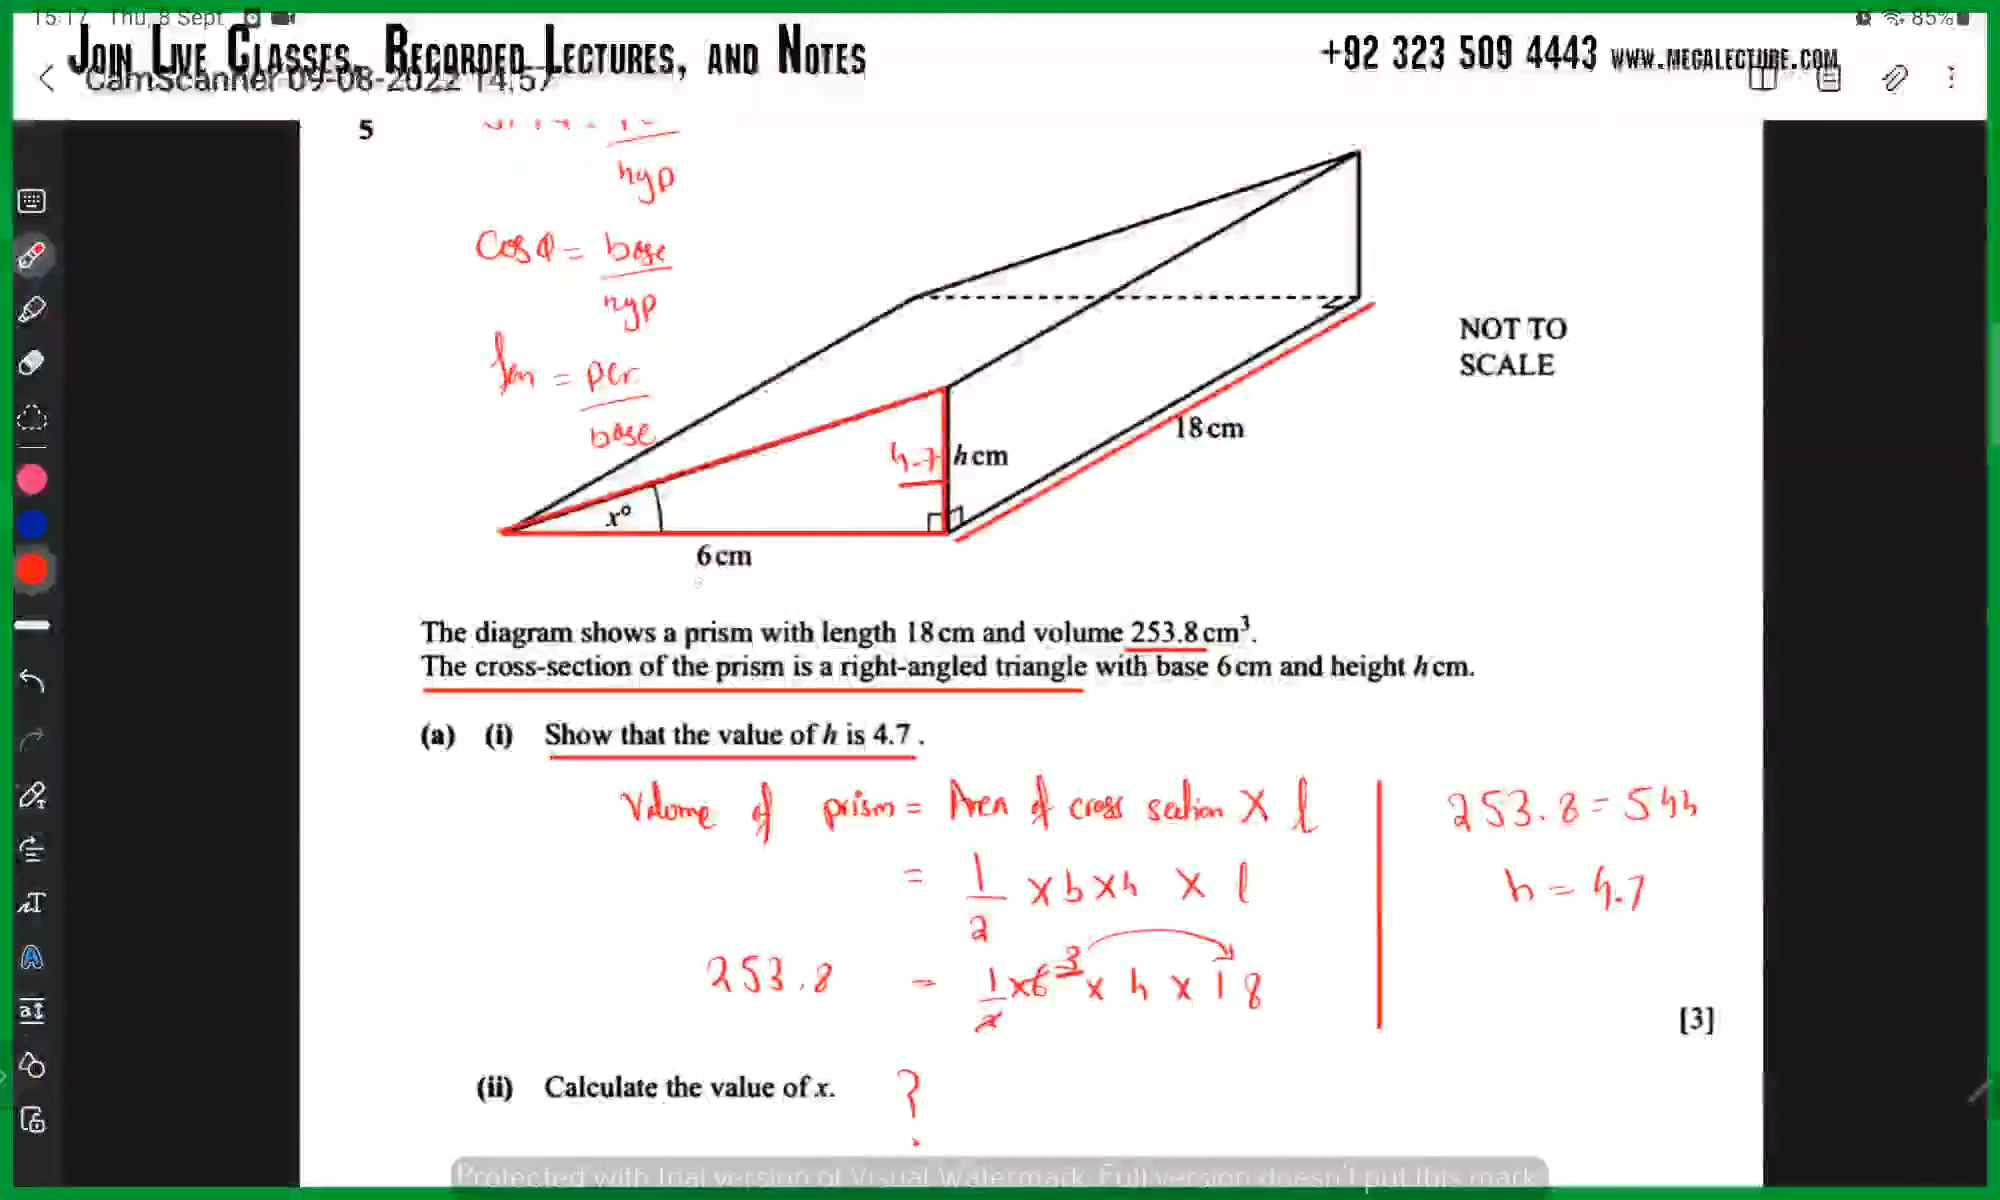 15:17 Thu, 8 Sept
85%
JOIN LIVE CLASSES, RECORDED LECTURES, AND NOTES
+92 323 509 4443 WWW.MEGALECTURE.COM
CamScanner 09-08-2022 14:57
5
hyp
Cosθ = base
hyp
tan = per
base
NOT TO
SCALE
18 cm
4.7
h cm
x°
6 cm
The diagram shows a prism with length 18 cm and volume 253.8 cm³.
The cross-section of the prism is a right-angled triangle with base 6 cm and height h cm.
(a) (i) Show that the value of h is 4.7 .
Volume of prism = Area of cross section X l
= 1/2 x b x h x l
253.8 = 1/2 x 6 3 x h x 18
253.8 = 54h
h = 4.7
[3]
(ii) Calculate the value of x. ?
Protected with trial version of Visual Watermark. Full version doesn't put this mark.